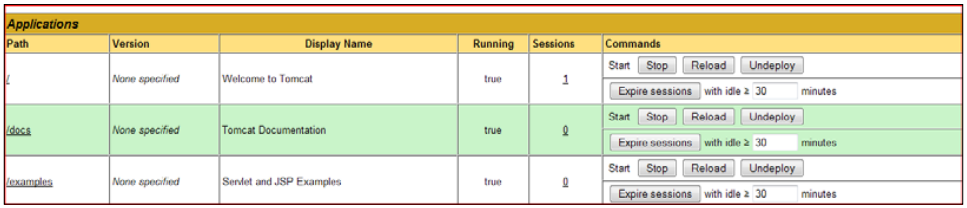 Applications
Path Version Display Name Running Sessions Commands
/ None specified Welcome to Tomcat true 1 Start Stop Reload Undeploy
Expire sessions with idle ≥ 30 minutes
/docs None specified Tomcat Documentation true 0 Start Stop Reload Undeploy
Expire sessions with idle ≥ 30 minutes
/examples None specified Servlet and JSP Examples true 0 Start Stop Reload Undeploy
Expire sessions with idle ≥ 30 minutes